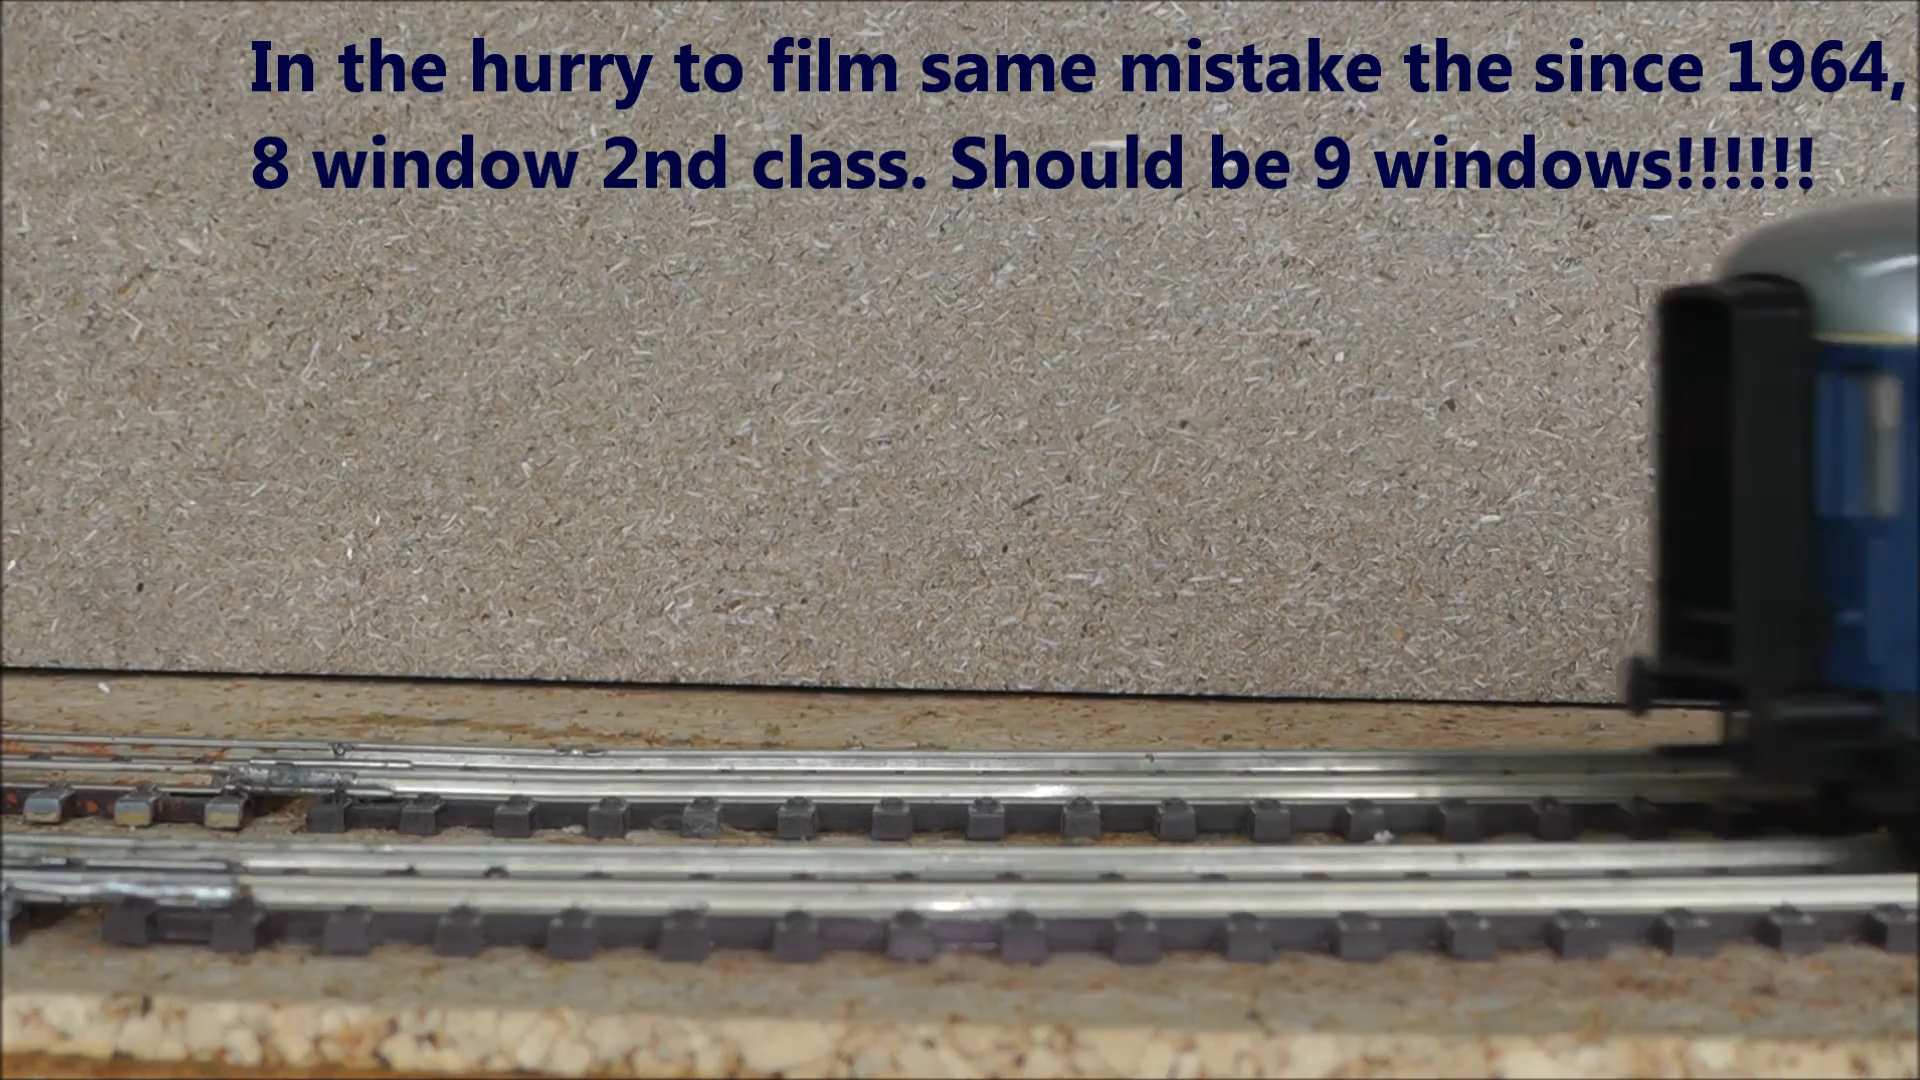 In the hurry to film same mistake the since 1964,
8 window 2nd class. Should be 9 windows!!!!!!